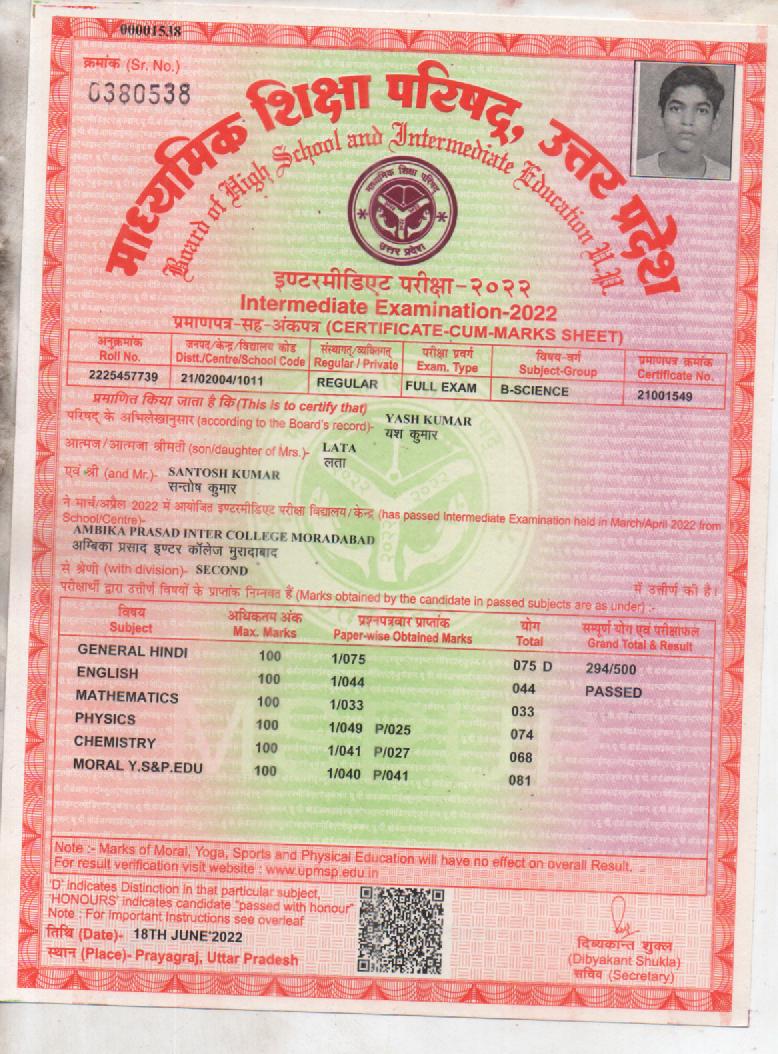 00001538
क्रमांक (Sr. No.)
0380538
माध्यमिक शिक्षा परिषद्, उत्तर प्रदेश
Board of High School and Intermediate Education U.P.
माध्यमिक शिक्षा परिषद
उत्तर प्रदेश
इण्टरमीडिएट परीक्षा-२०२२
Intermediate Examination-2022
प्रमाणपत्र-सह-अंकपत्र (CERTIFICATE-CUM-MARKS SHEET)
अनुक्रमांक जनपद/केन्द्र/विद्यालय कोड संस्थागत/व्यक्तिगत् परीक्षा प्रवर्ग विषय-वर्ग प्रमाणपत्र क्रमांक
Roll No. Distt./Centre/School Code Regular / Private Exam. Type Subject-Group Certificate No.
2225457739 21/02004/1011 REGULAR FULL EXAM B-SCIENCE 21001549
प्रमाणित किया जाता है कि (This is to certify that)
परिषद के अभिलेखानुसार (according to the Board's record)- YASH KUMAR
यश कुमार
आत्मज/आत्मजा श्रीमती (son/daughter of Mrs.)- LATA
लता
एवं श्री (and Mr.)- SANTOSH KUMAR
सन्तोष कुमार
ने मार्च/अप्रैल 2022 में आयोजित इण्टरमीडिएट परीक्षा विद्यालय/केन्द्र (has passed Intermediate Examination held in March/April 2022 from
School/Centre)-
AMBIKA PRASAD INTER COLLEGE MORADABAD
अम्बिका प्रसाद इण्टर कॉलेज मुरादाबाद
से श्रेणी (with division)- SECOND में उत्तीर्ण की है।
परीक्षार्थी द्वारा उत्तीर्ण विषयों के प्राप्तांक निम्नवत हैं (Marks obtained by the candidate in passed subjects are as under) :-
विषय अधिकतम अंक प्रश्नपत्रवार प्राप्तांक योग सम्पूर्ण योग एवं परीक्षाफल
Subject Max. Marks Paper-wise Obtained Marks Total Grand Total & Result
GENERAL HINDI 100 1/075 075 D 294/500
ENGLISH 100 1/044 044 PASSED
MATHEMATICS 100 1/033 033
PHYSICS 100 1/049 P/025 074
CHEMISTRY 100 1/041 P/027 068
MORAL Y.S&P.EDU 100 1/040 P/041 081
Note :- Marks of Moral, Yoga, Sports and Physical Education will have no effect on overall Result.
For result verification visit website : www.upmsp.edu.in
'D' indicates Distinction in that particular subject,
'HONOURS' indicates candidate "passed with honour"
Note : For Important Instructions see overleaf
तिथि (Date)- 18TH JUNE'2022
स्थान (Place)- Prayagraj, Uttar Pradesh
दिब्यकान्त शुक्ल
(Dibyakant Shukla)
सचिव (Secretary)